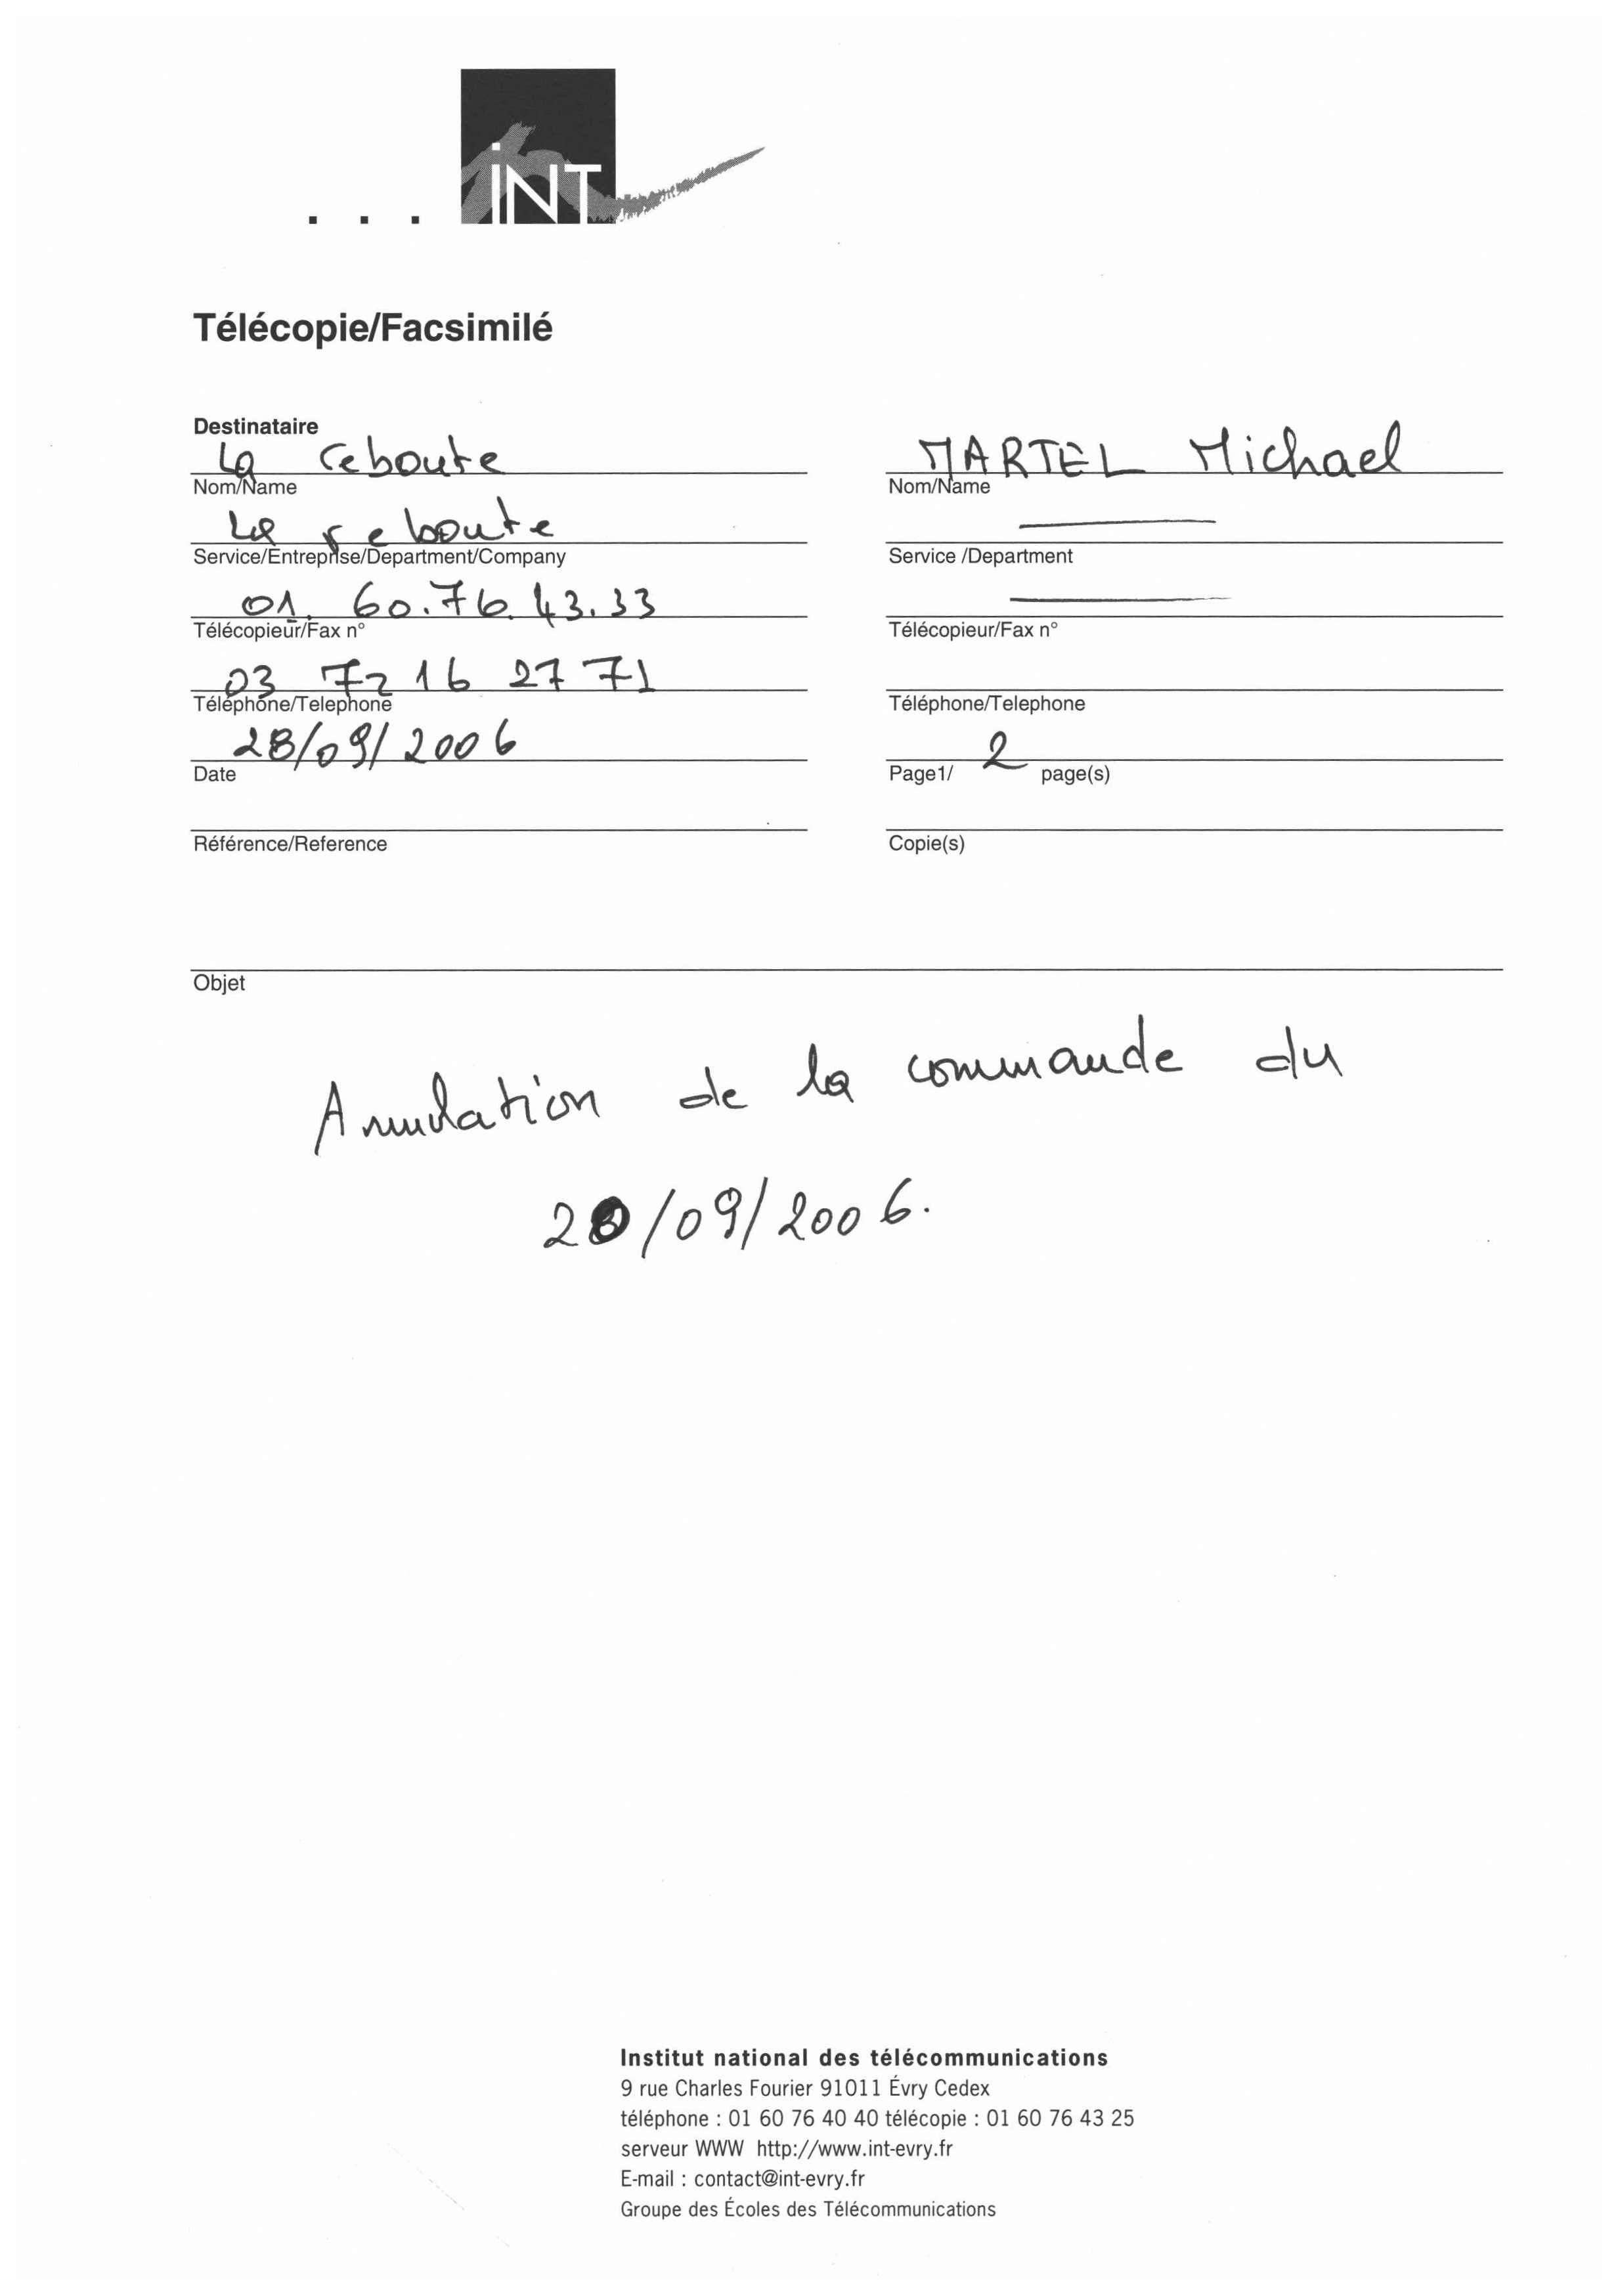 iNT
Télécopie/Facsimilé
Destinataire
La reboute
Nom/Name
La reboute
Service/Entreprise/Department/Company
01. 60.76.43.33
Télécopieur/Fax n°
03 72 16 27 71
Téléphone/Telephone
28/09/2006
Date
Référence/Reference
MARTEL Michael
Nom/Name
Service /Department
Télécopieur/Fax n°
Téléphone/Telephone
2
Page1/ page(s)
Copie(s)
Objet
Annulation de la commande du
20/09/2006.
Institut national des télécommunications
9 rue Charles Fourier 91011 Évry Cedex
téléphone : 01 60 76 40 40 télécopie : 01 60 76 43 25
serveur WWW http://www.int-evry.fr
E-mail : contact@int-evry.fr
Groupe des Écoles des Télécommunications